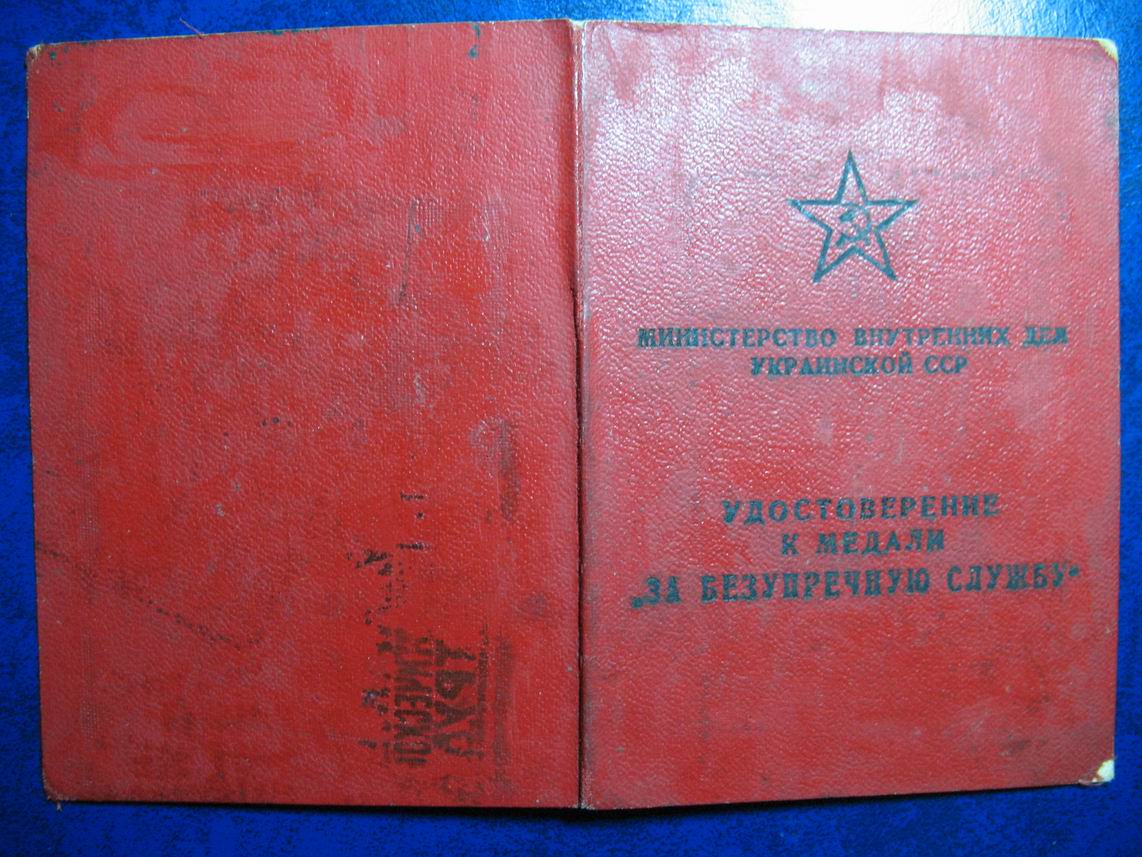 МИНИСТЕРСТВО ВНУТРЕННИХ ДЕЛ
УКРАИНСКОЙ ССР
УДОСТОВЕРЕНИЕ
К МЕДАЛИ
„ЗА БЕЗУПРЕЧНУЮ СЛУЖБУ“